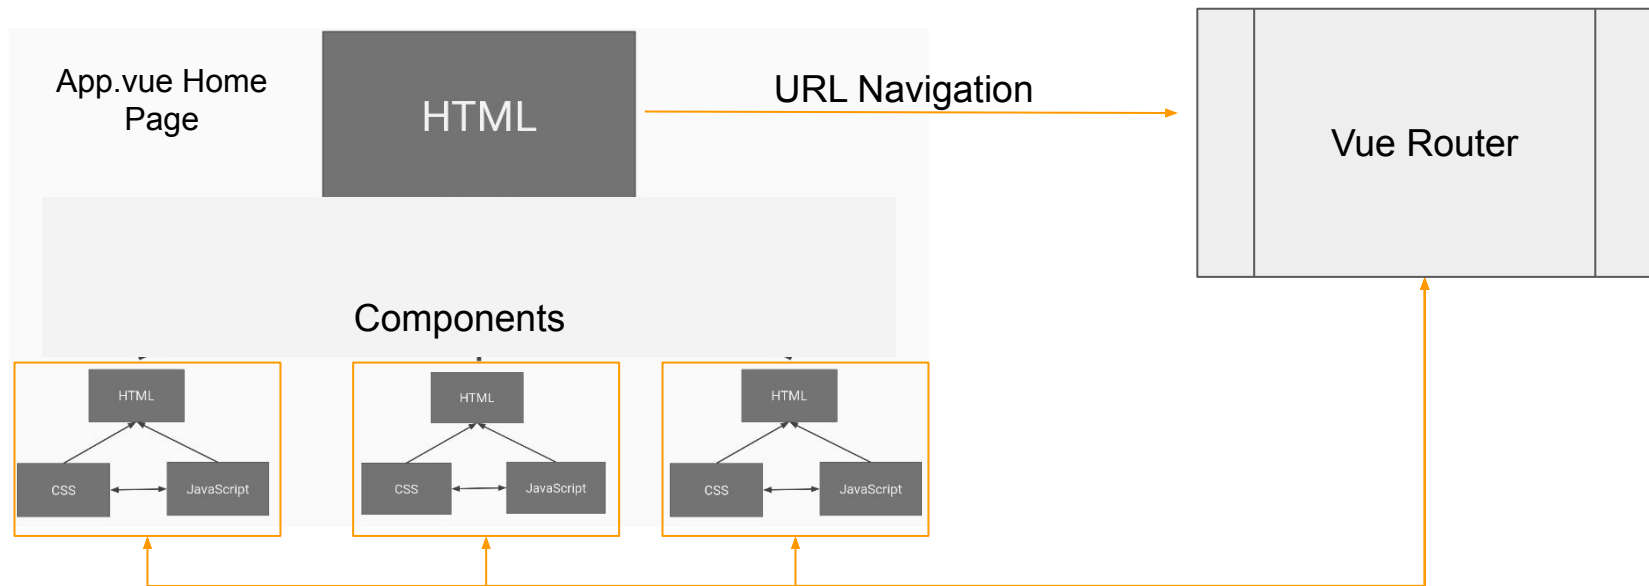 App.vue Home
Page
HTML
URL Navigation
Vue Router
Components
HTML
CSS
JavaScript
HTML
CSS
JavaScript
HTML
CSS
JavaScript